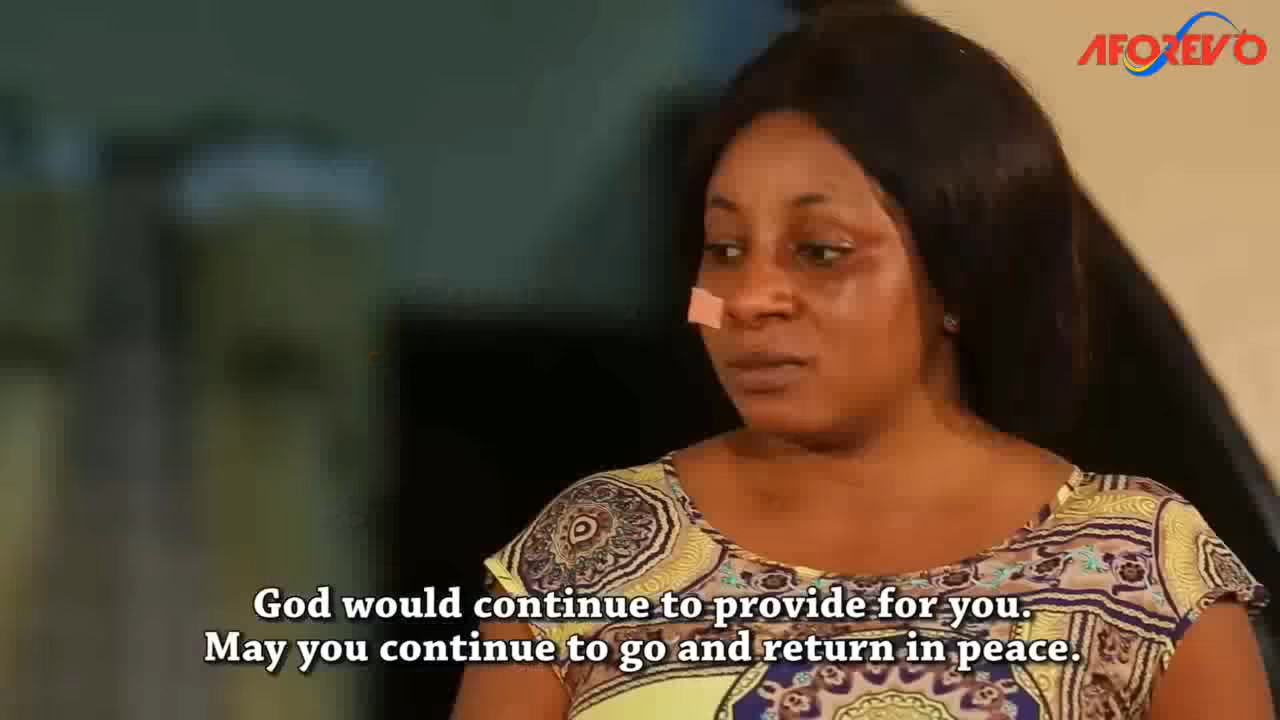 AFOREVO
God would continue to provide for you.
May you continue to go and return in peace.